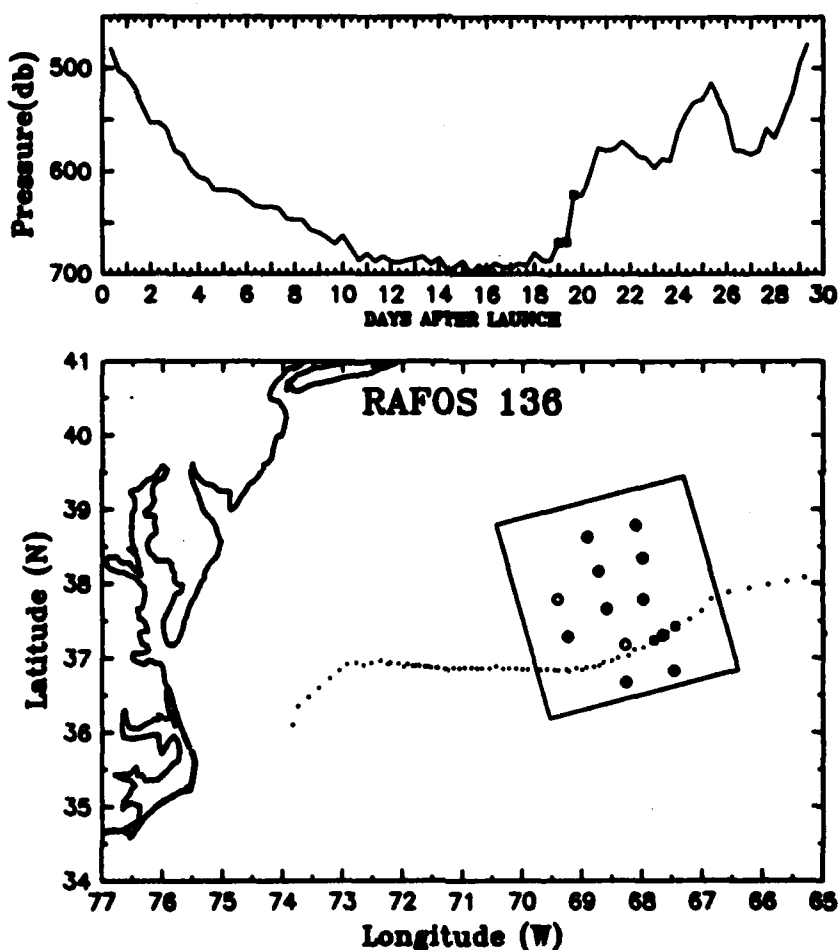 Pressure(db)
500
600
700
0 2 4 6 8 10 12 14 16 18 20 22 24 26 28 30
DAYS AFTER LAUNCH
RAFOS 136
Latitude (N)
41
40
39
38
37
36
35
34
77 76 75 74 73 72 71 70 69 68 67 66 65
Longitude (W)